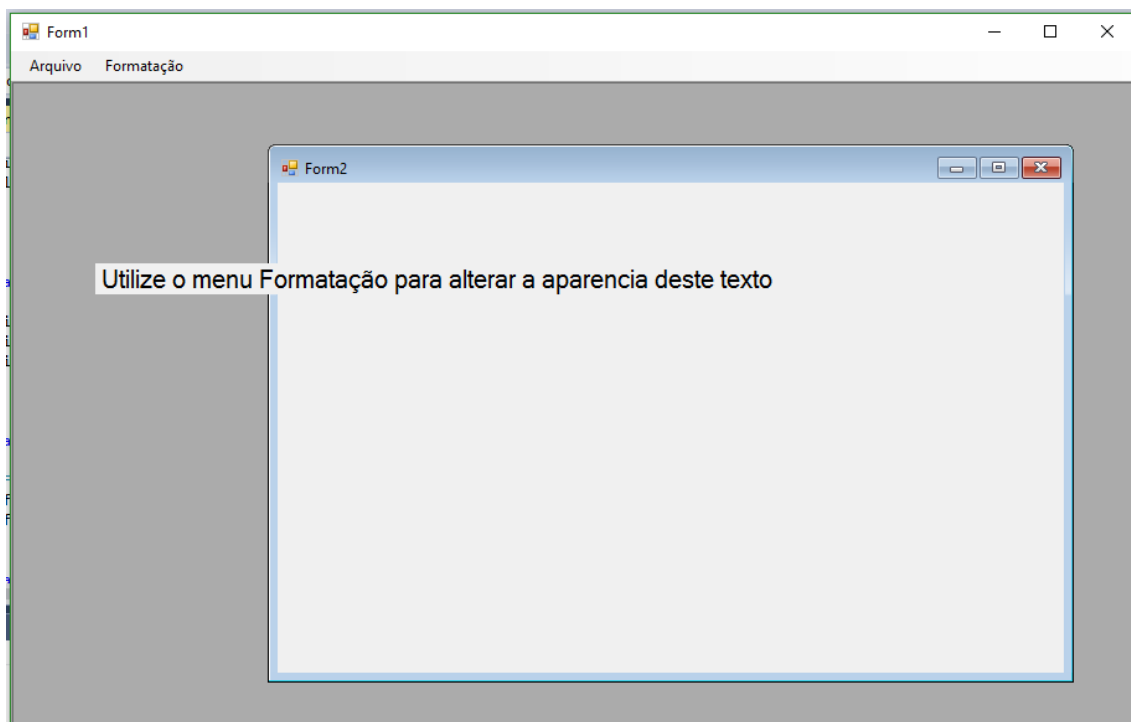 Form1
Arquivo Formatação
Form2
Utilize o menu Formatação para alterar a aparencia deste texto